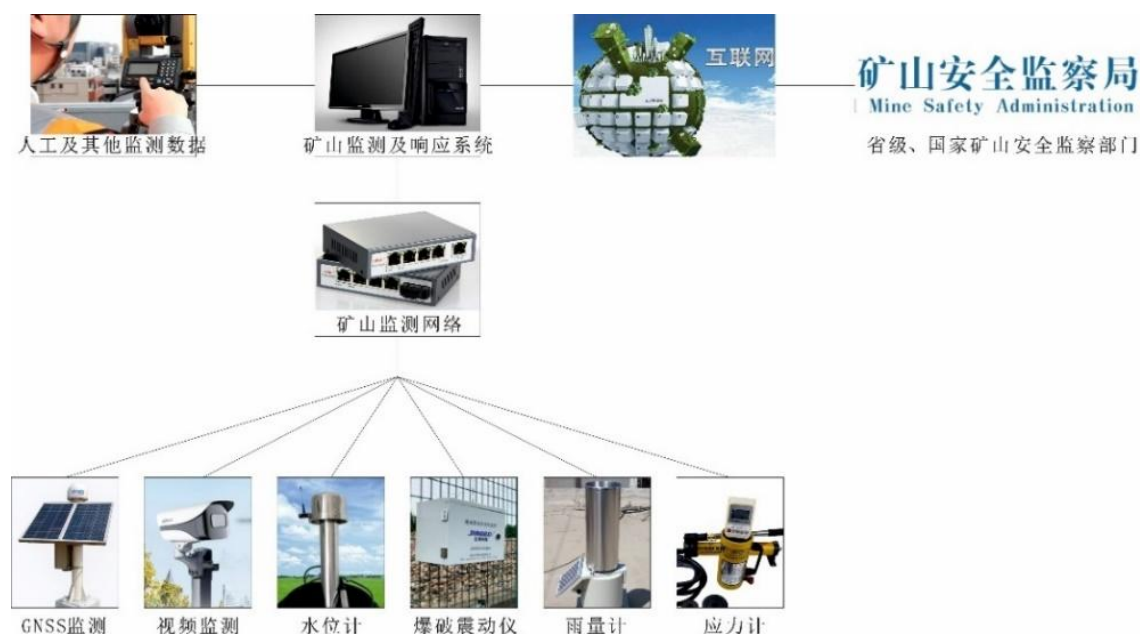 互联网
矿山安全监察局
Mine Safety Administration
人工及其他监测数据
矿山监测及响应系统
省级、国家矿山安全监察部门
矿山监测网络
GNSS监测
视频监测
水位计
爆破震动仪
雨量计
应力计